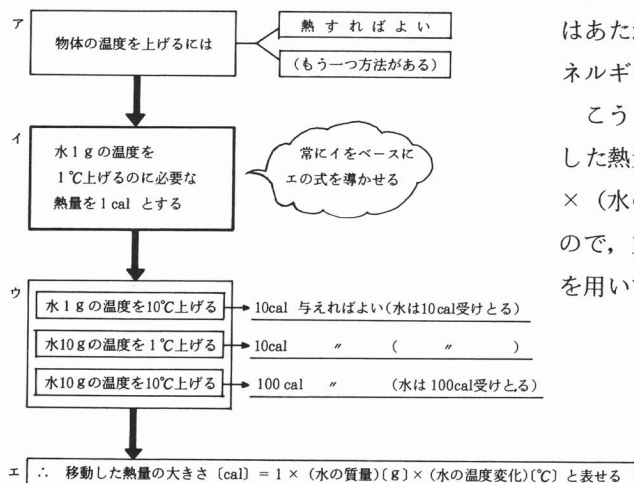 ア
物体の温度を上げるには
熱すればよい
(もう一つ方法がある)
イ
水1gの温度を
1℃上げるのに必要な
熱量を1calとする
常にイをベースに
エの式を導かせる
ウ
水1gの温度を10℃上げる
10cal 与えればよい(水は10cal受けとる)
水10gの温度を1℃上げる
10cal 〃 ( 〃 )
水10gの温度を10℃上げる
100cal 〃 (水は100cal受けとる)
エ
∴ 移動した熱量の大きさ〔cal〕=1×(水の質量)〔g〕×(水の温度変化)〔℃〕と表せる
はあたか
ネルギ
こう
した熱量
×(水の
ので,
を用い